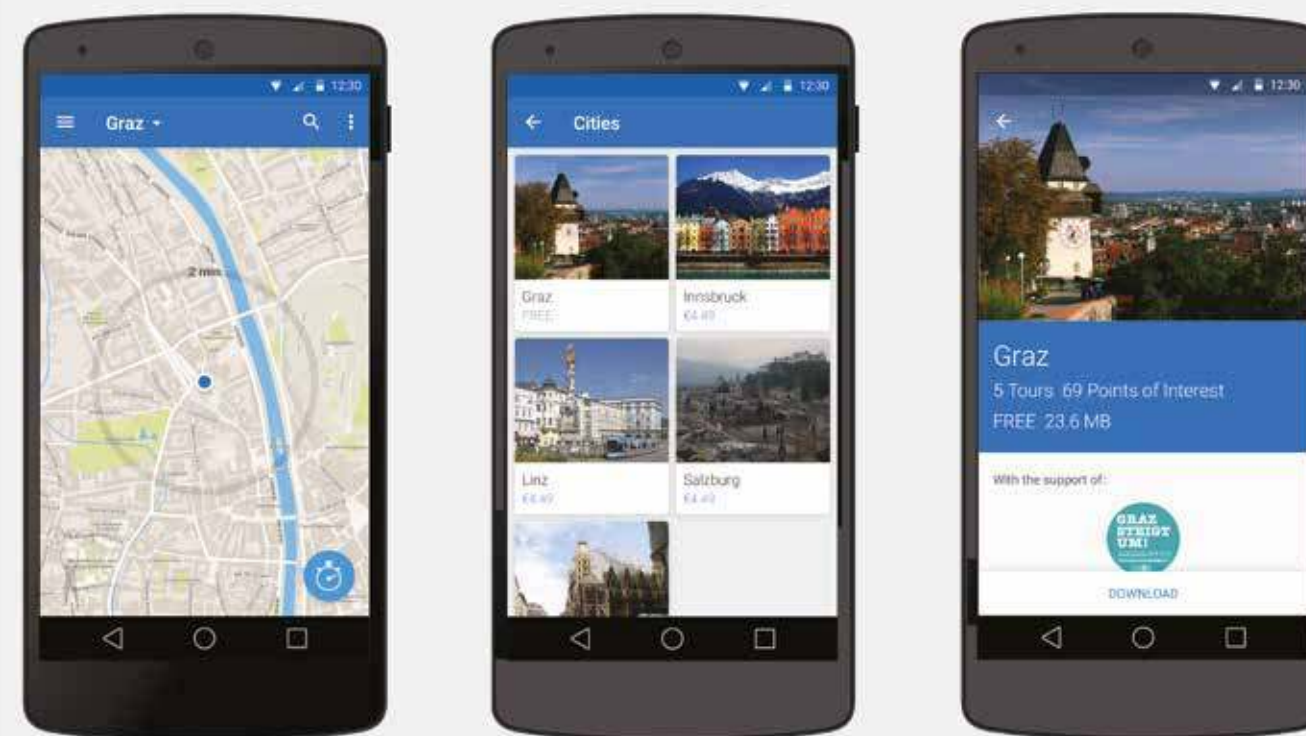 12:30
Graz
2 min
12:30
Cities
Graz
FREE
Innsbruck
€4.49
Linz
€4.49
Salzburg
€4.49
12:30
Graz
5 Tours 69 Points of Interest
FREE 23.6 MB
With the support of:
GRAZ
STEIGT
UM!
DOWNLOAD